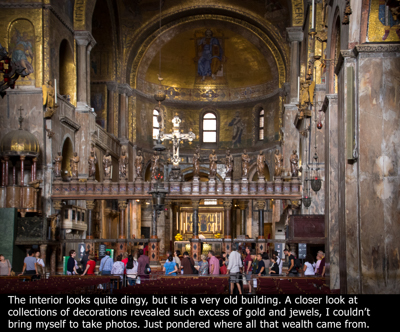 The interior looks quite dingy, but it is a very old building. A closer look at
collections of decorations revealed such excess of gold and jewels, I couldn't
bring myself to take photos. Just pondered where all that wealth came from.